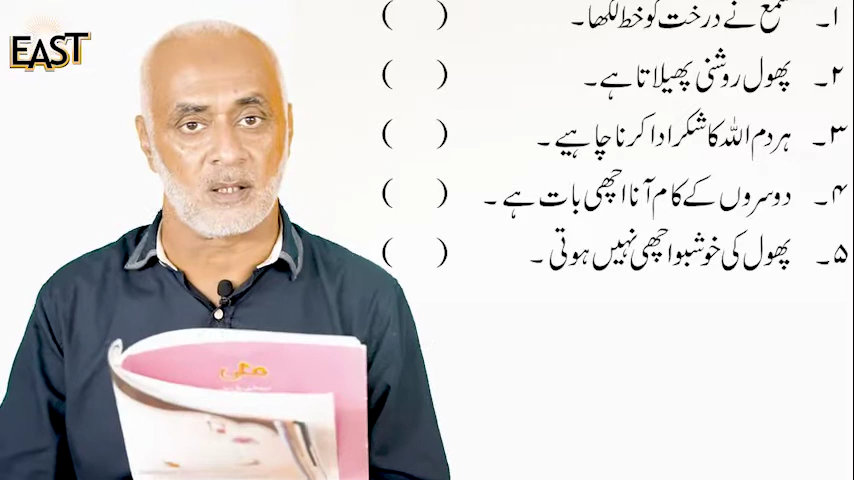 EAST
۱۔ شمع نے درخت کو خط لکھا۔ ( )
۲۔ پھول روشنی پھیلاتا ہے۔ ( )
۳۔ ہر دم اللہ کا شکر ادا کرنا چاہیے۔ ( )
۴۔ دوسروں کے کام آنا اچھی بات ہے۔ ( )
۵۔ پھول کی خوشبو اچھی نہیں ہوتی۔ ( )